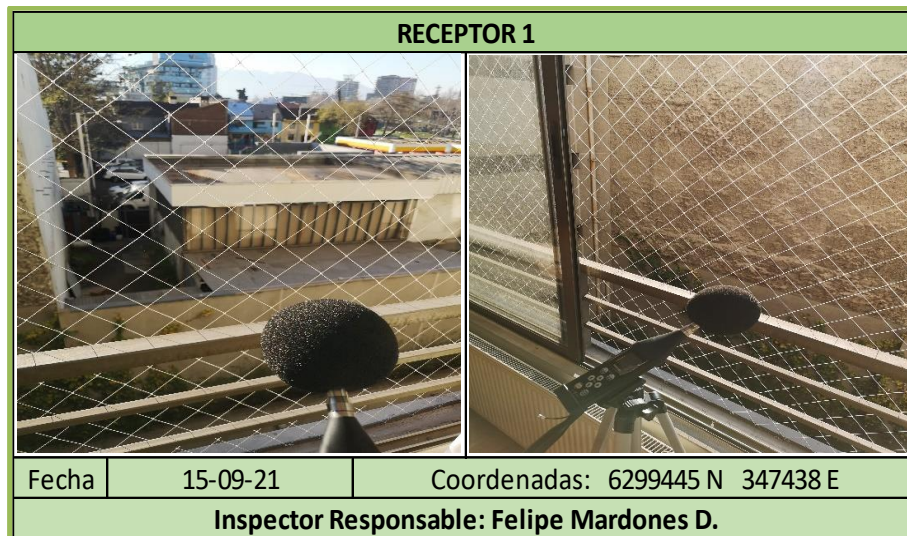 RECEPTOR 1
Fecha 15-09-21 Coordenadas: 6299445 N 347438 E
Inspector Responsable: Felipe Mardones D.